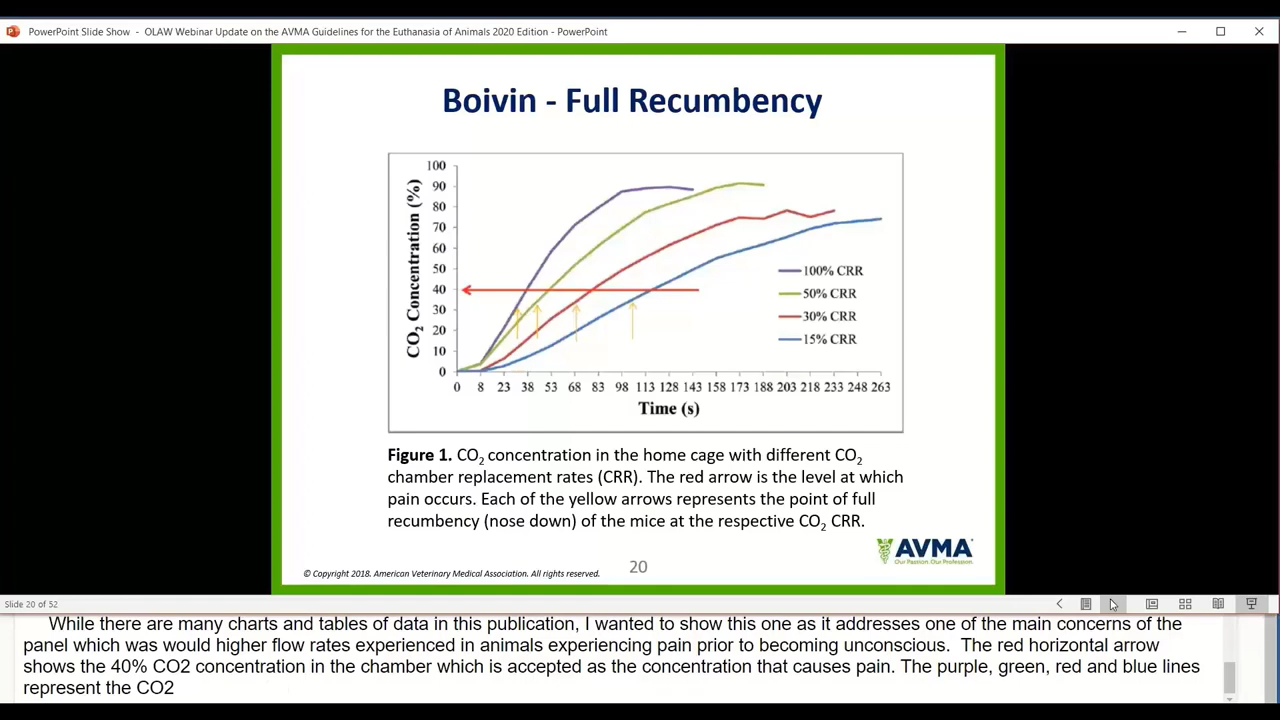 PowerPoint Slide Show - OLAW Webinar Update on the AVMA Guidelines for the Euthanasia of Animals 2020 Edition - PowerPoint
Boivin - Full Recumbency
100
90
80
70
60
50
40
30
20
10
0
CO2 Concentration (%)
100% CRR
50% CRR
30% CRR
15% CRR
0 8 23 38 53 68 83 98 113 128 143 158 173 188 203 218 233 248 263
Time (s)
Figure 1. CO2 concentration in the home cage with different CO2
chamber replacement rates (CRR). The red arrow is the level at which
pain occurs. Each of the yellow arrows represents the point of full
recumbency (nose down) of the mice at the respective CO2 CRR.
AVMA
Our Passion. Our Profession.
© Copyright 2018. American Veterinary Medical Association. All rights reserved.
20
Slide 20 of 52
While there are many charts and tables of data in this publication, I wanted to show this one as it addresses one of the main concerns of the
panel which was would higher flow rates experienced in animals experiencing pain prior to becoming unconscious. The red horizontal arrow
shows the 40% CO2 concentration in the chamber which is accepted as the concentration that causes pain. The purple, green, red and blue lines
represent the CO2